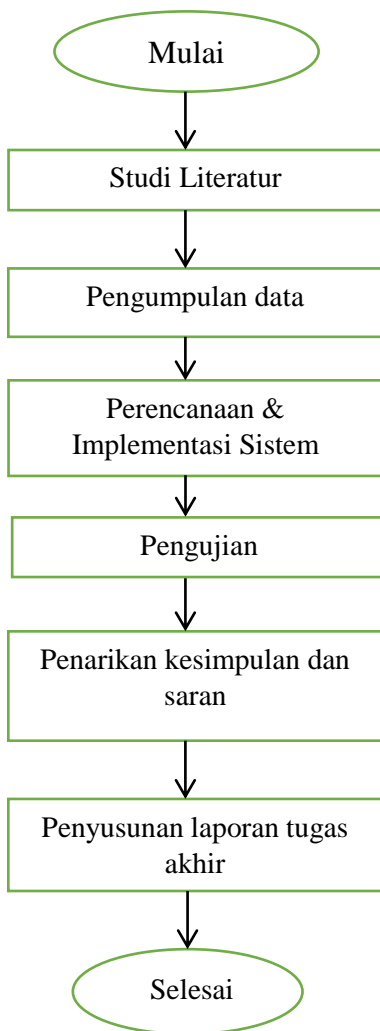 Mulai
Studi Literatur
Pengumpulan data
Perencanaan &
Implementasi Sistem
Pengujian
Penarikan kesimpulan dan
saran
Penyusunan laporan tugas
akhir
Selesai